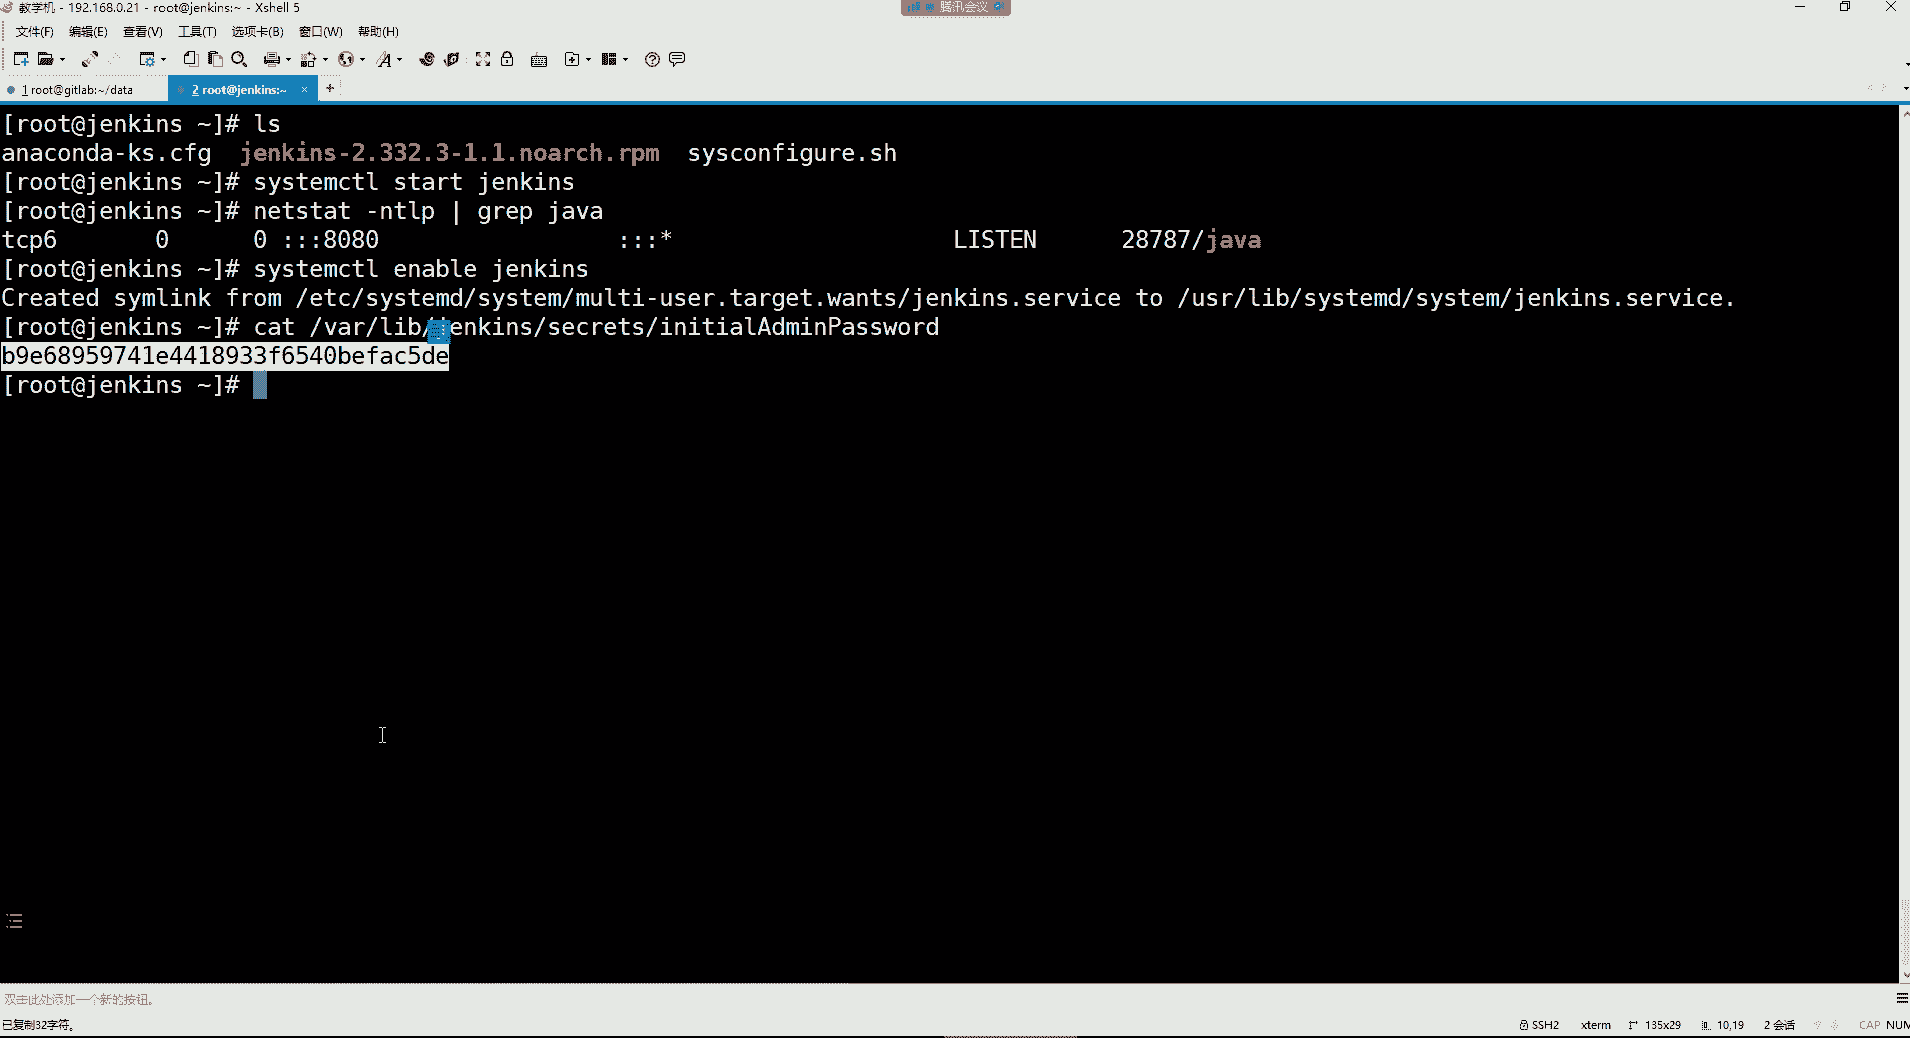 教学机 - 192.168.0.21 - root@jenkins:~ - Xshell 5
腾讯会议
文件(F) 编辑(E) 查看(V) 工具(T) 选项卡(B) 窗口(W) 帮助(H)
1 root@gitlab:~/data
2 root@jenkins:~
[root@jenkins ~]# ls
anaconda-ks.cfg jenkins-2.332.3-1.1.noarch.rpm sysconfigure.sh
[root@jenkins ~]# systemctl start jenkins
[root@jenkins ~]# netstat -ntlp | grep java
tcp6 0 0 :::8080 :::* LISTEN 28787/java
[root@jenkins ~]# systemctl enable jenkins
Created symlink from /etc/systemd/system/multi-user.target.wants/jenkins.service to /usr/lib/systemd/system/jenkins.service.
[root@jenkins ~]# cat /var/lib/jenkins/secrets/initialAdminPassword
b9e68959741e4418933f6540befac5de
[root@jenkins ~]#
双击此处添加一个新的按钮。
已复制32字符。
SSH2 xterm 135x29 10,19 2 会话 CAP NUM